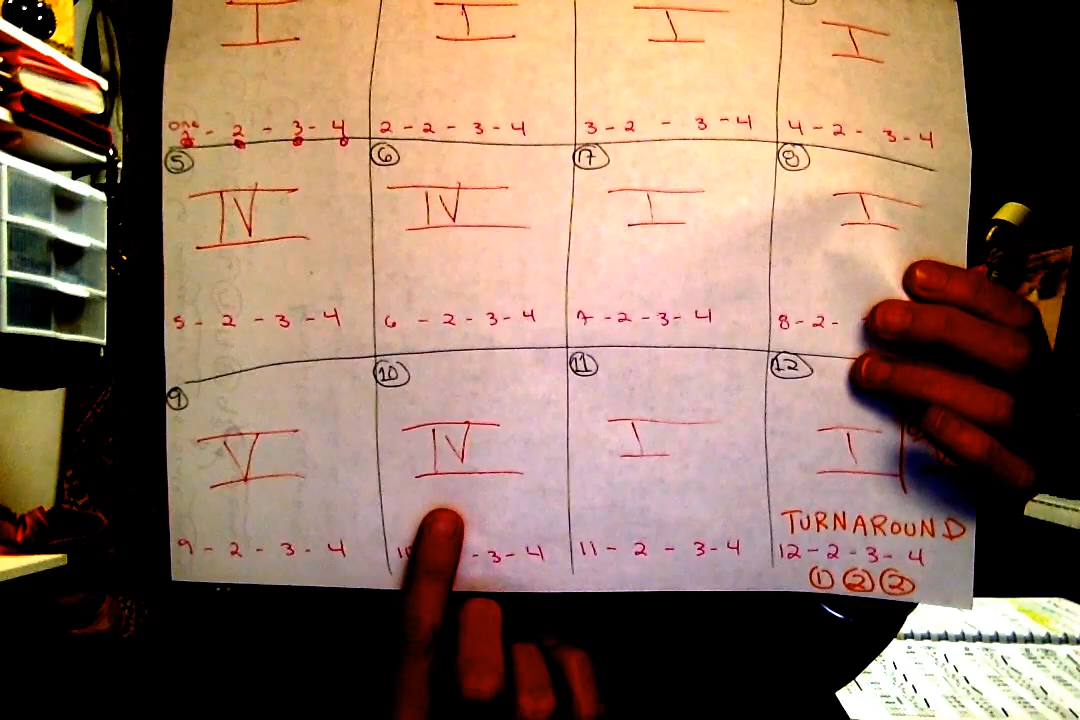 I I I I
one - 2 - 3 - 4 2 - 2 - 3 - 4 3 - 2 - 3 - 4 4 - 2 - 3 - 4
5 6 7 8
IV IV I I
5 - 2 - 3 - 4 6 - 2 - 3 - 4 7 - 2 - 3 - 4 8 - 2 -
9 10 11 12
V IV I I
TURNAROUND
9 - 2 - 3 - 4 - 3 - 4 11 - 2 - 3 - 4 12 - 2 - 3 - 4
1 2 2